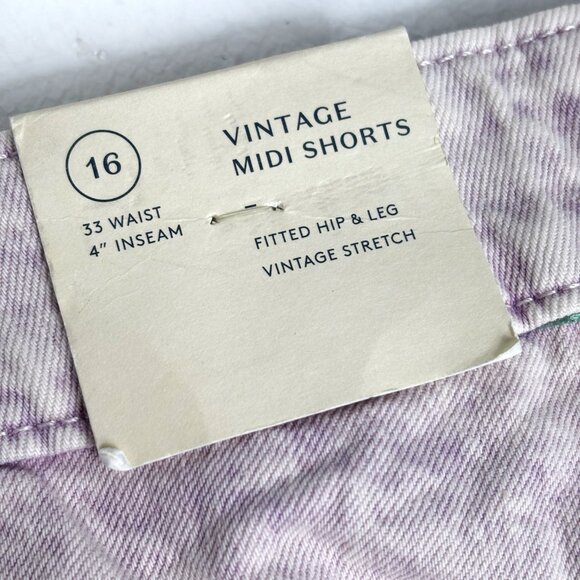 16
33 WAIST
4" INSEAM
VINTAGE
MIDI SHORTS
FITTED HIP & LEG
VINTAGE STRETCH